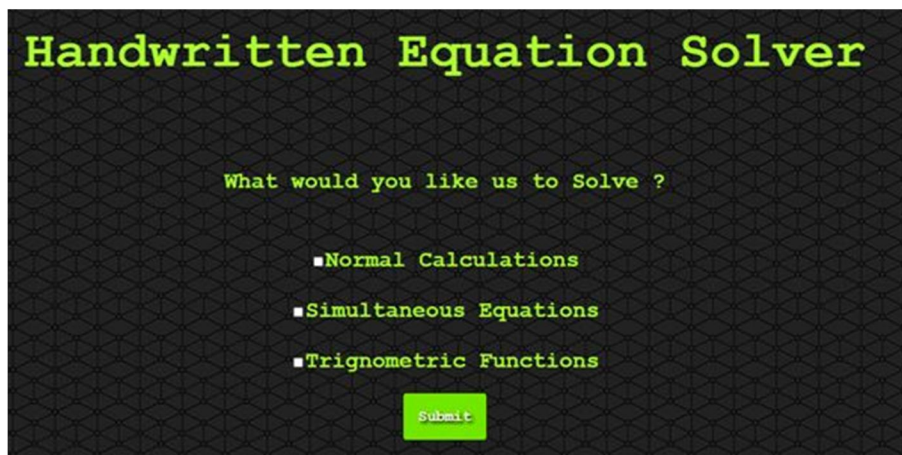 Handwritten Equation Solver
What would you like us to Solve ?
Normal Calculations
Simultaneous Equations
Trignometric Functions
Submit